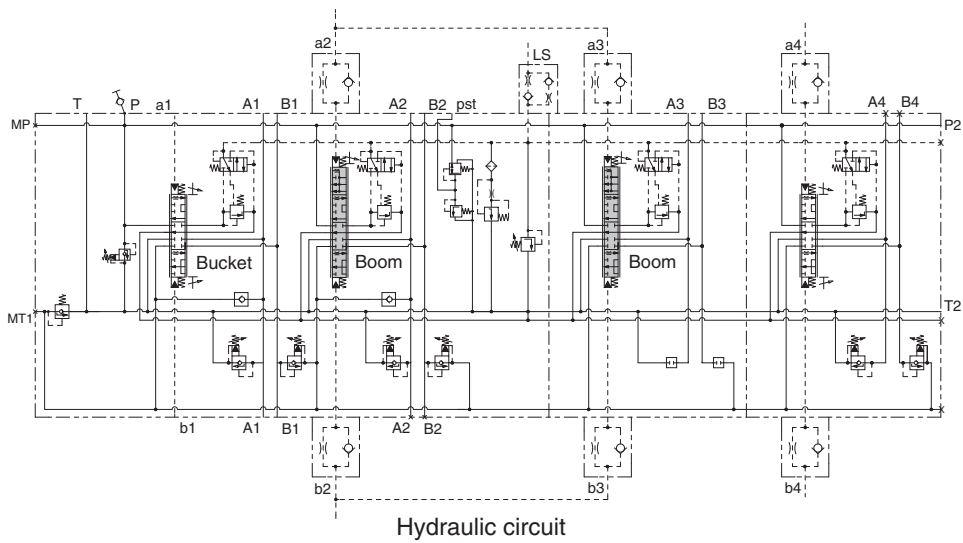 a2 a3 a4
LS
T P a1 A1 B1 A2 B2 pst A3 B3 A4 B4
MP P2
Bucket Boom Boom
MT1 T2
b1 A1 B1 A2 B2
b2 b3 b4
Hydraulic circuit